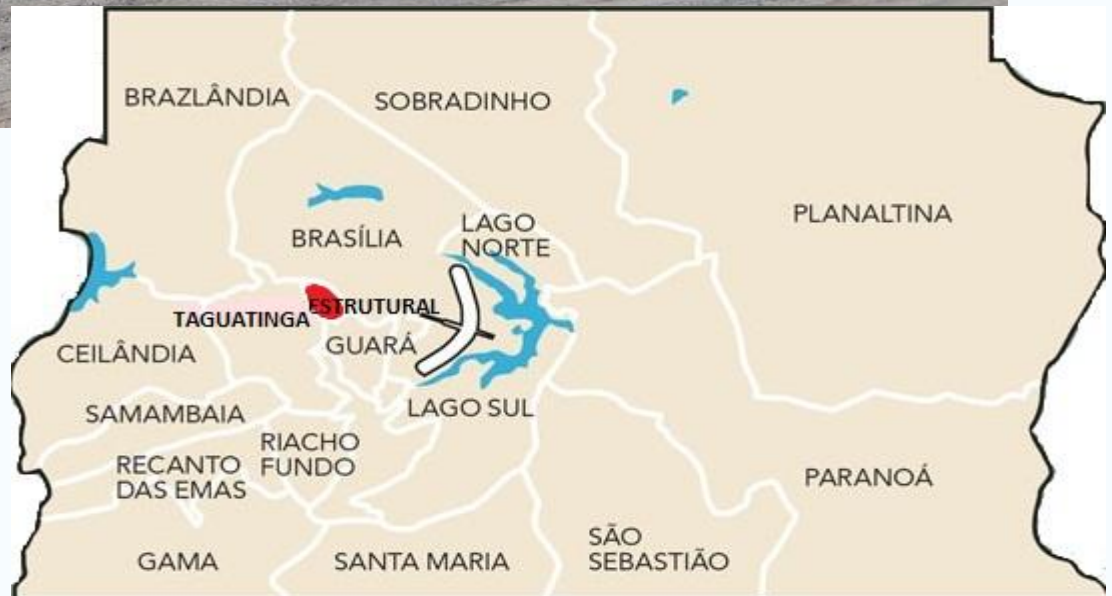 BRAZLÂNDIA
SOBRADINHO
PLANALTINA
LAGO
NORTE
BRASÍLIA
ESTRUTURAL
TAGUATINGA
GUARÁ
CEILÂNDIA
SAMAMBAIA
LAGO SUL
RIACHO
FUNDO
RECANTO
DAS EMAS
PARANOÁ
SÃO
SEBASTIÃO
GAMA
SANTA MARIA